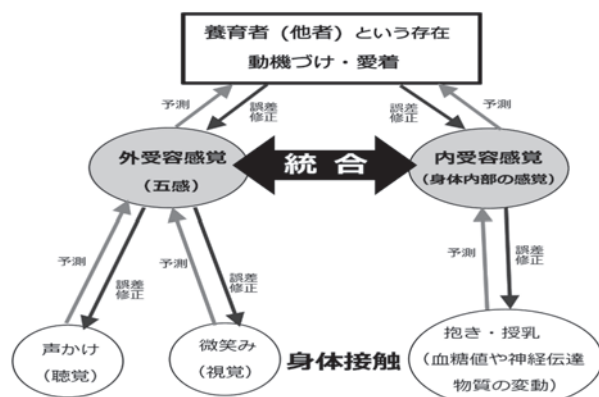 養育者(他者)という存在
動機づけ・愛着
予測
誤差
修正
誤差
修正
予測
外受容感覚
(五感)
統合
内受容感覚
(身体内部の感覚)
予測
誤差
修正
予測
誤差
修正
予測
誤差
修正
声かけ
(聴覚)
微笑み
(視覚)
身体接触
抱き・授乳
(血糖値や神経伝達
物質の変動)